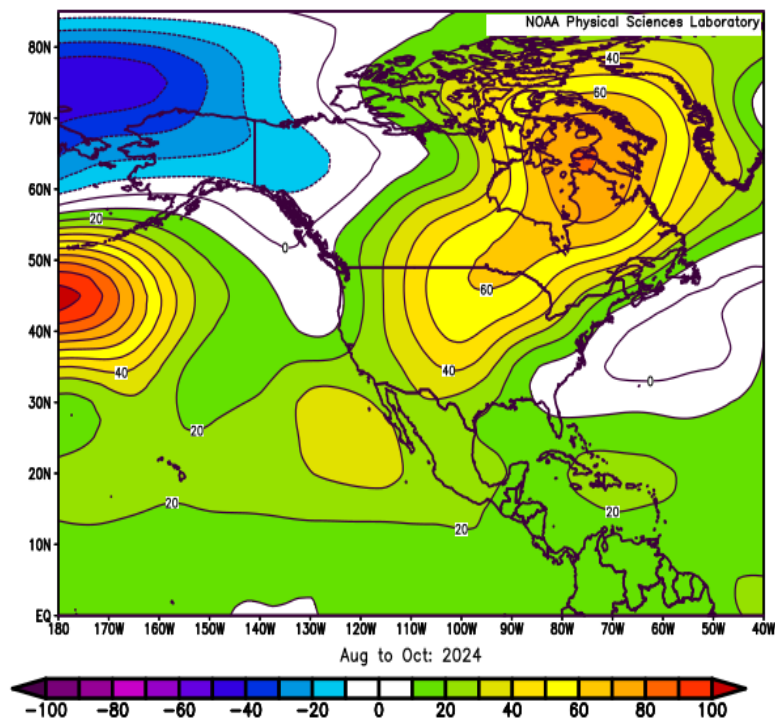 NOAA Physical Sciences Laboratory
80N
70N
60N
50N
40N
30N
20N
10N
EQ
40
60
20
0
60
40
40
0
20
20
20
20
180 170W 160W 150W 140W 130W 120W 110W 100W 90W 80W 70W 60W 50W 40W
Aug to Oct: 2024
-100 -80 -60 -40 -20 0 20 40 60 80 100